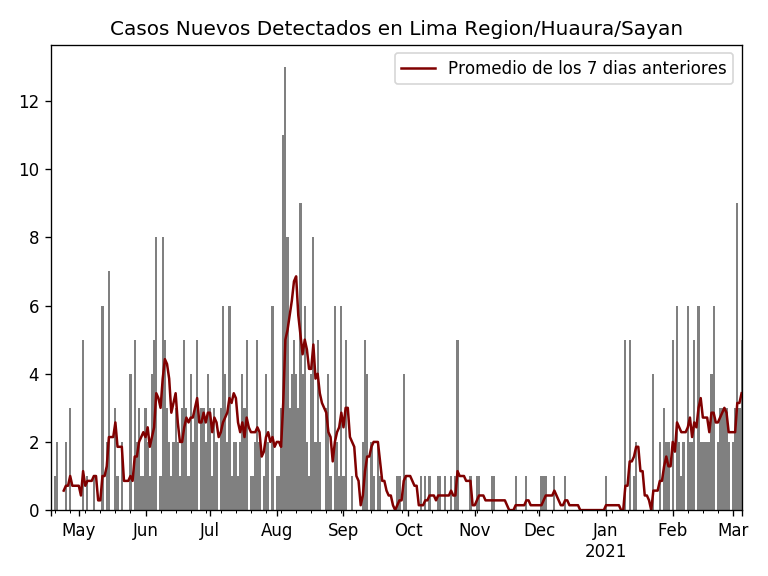 Casos Nuevos Detectados en Lima Region/Huaura/Sayan
Promedio de los 7 dias anteriores
12
10
8
6
4
2
0
May Jun Jul Aug Sep Oct Nov Dec Jan Feb Mar
2021